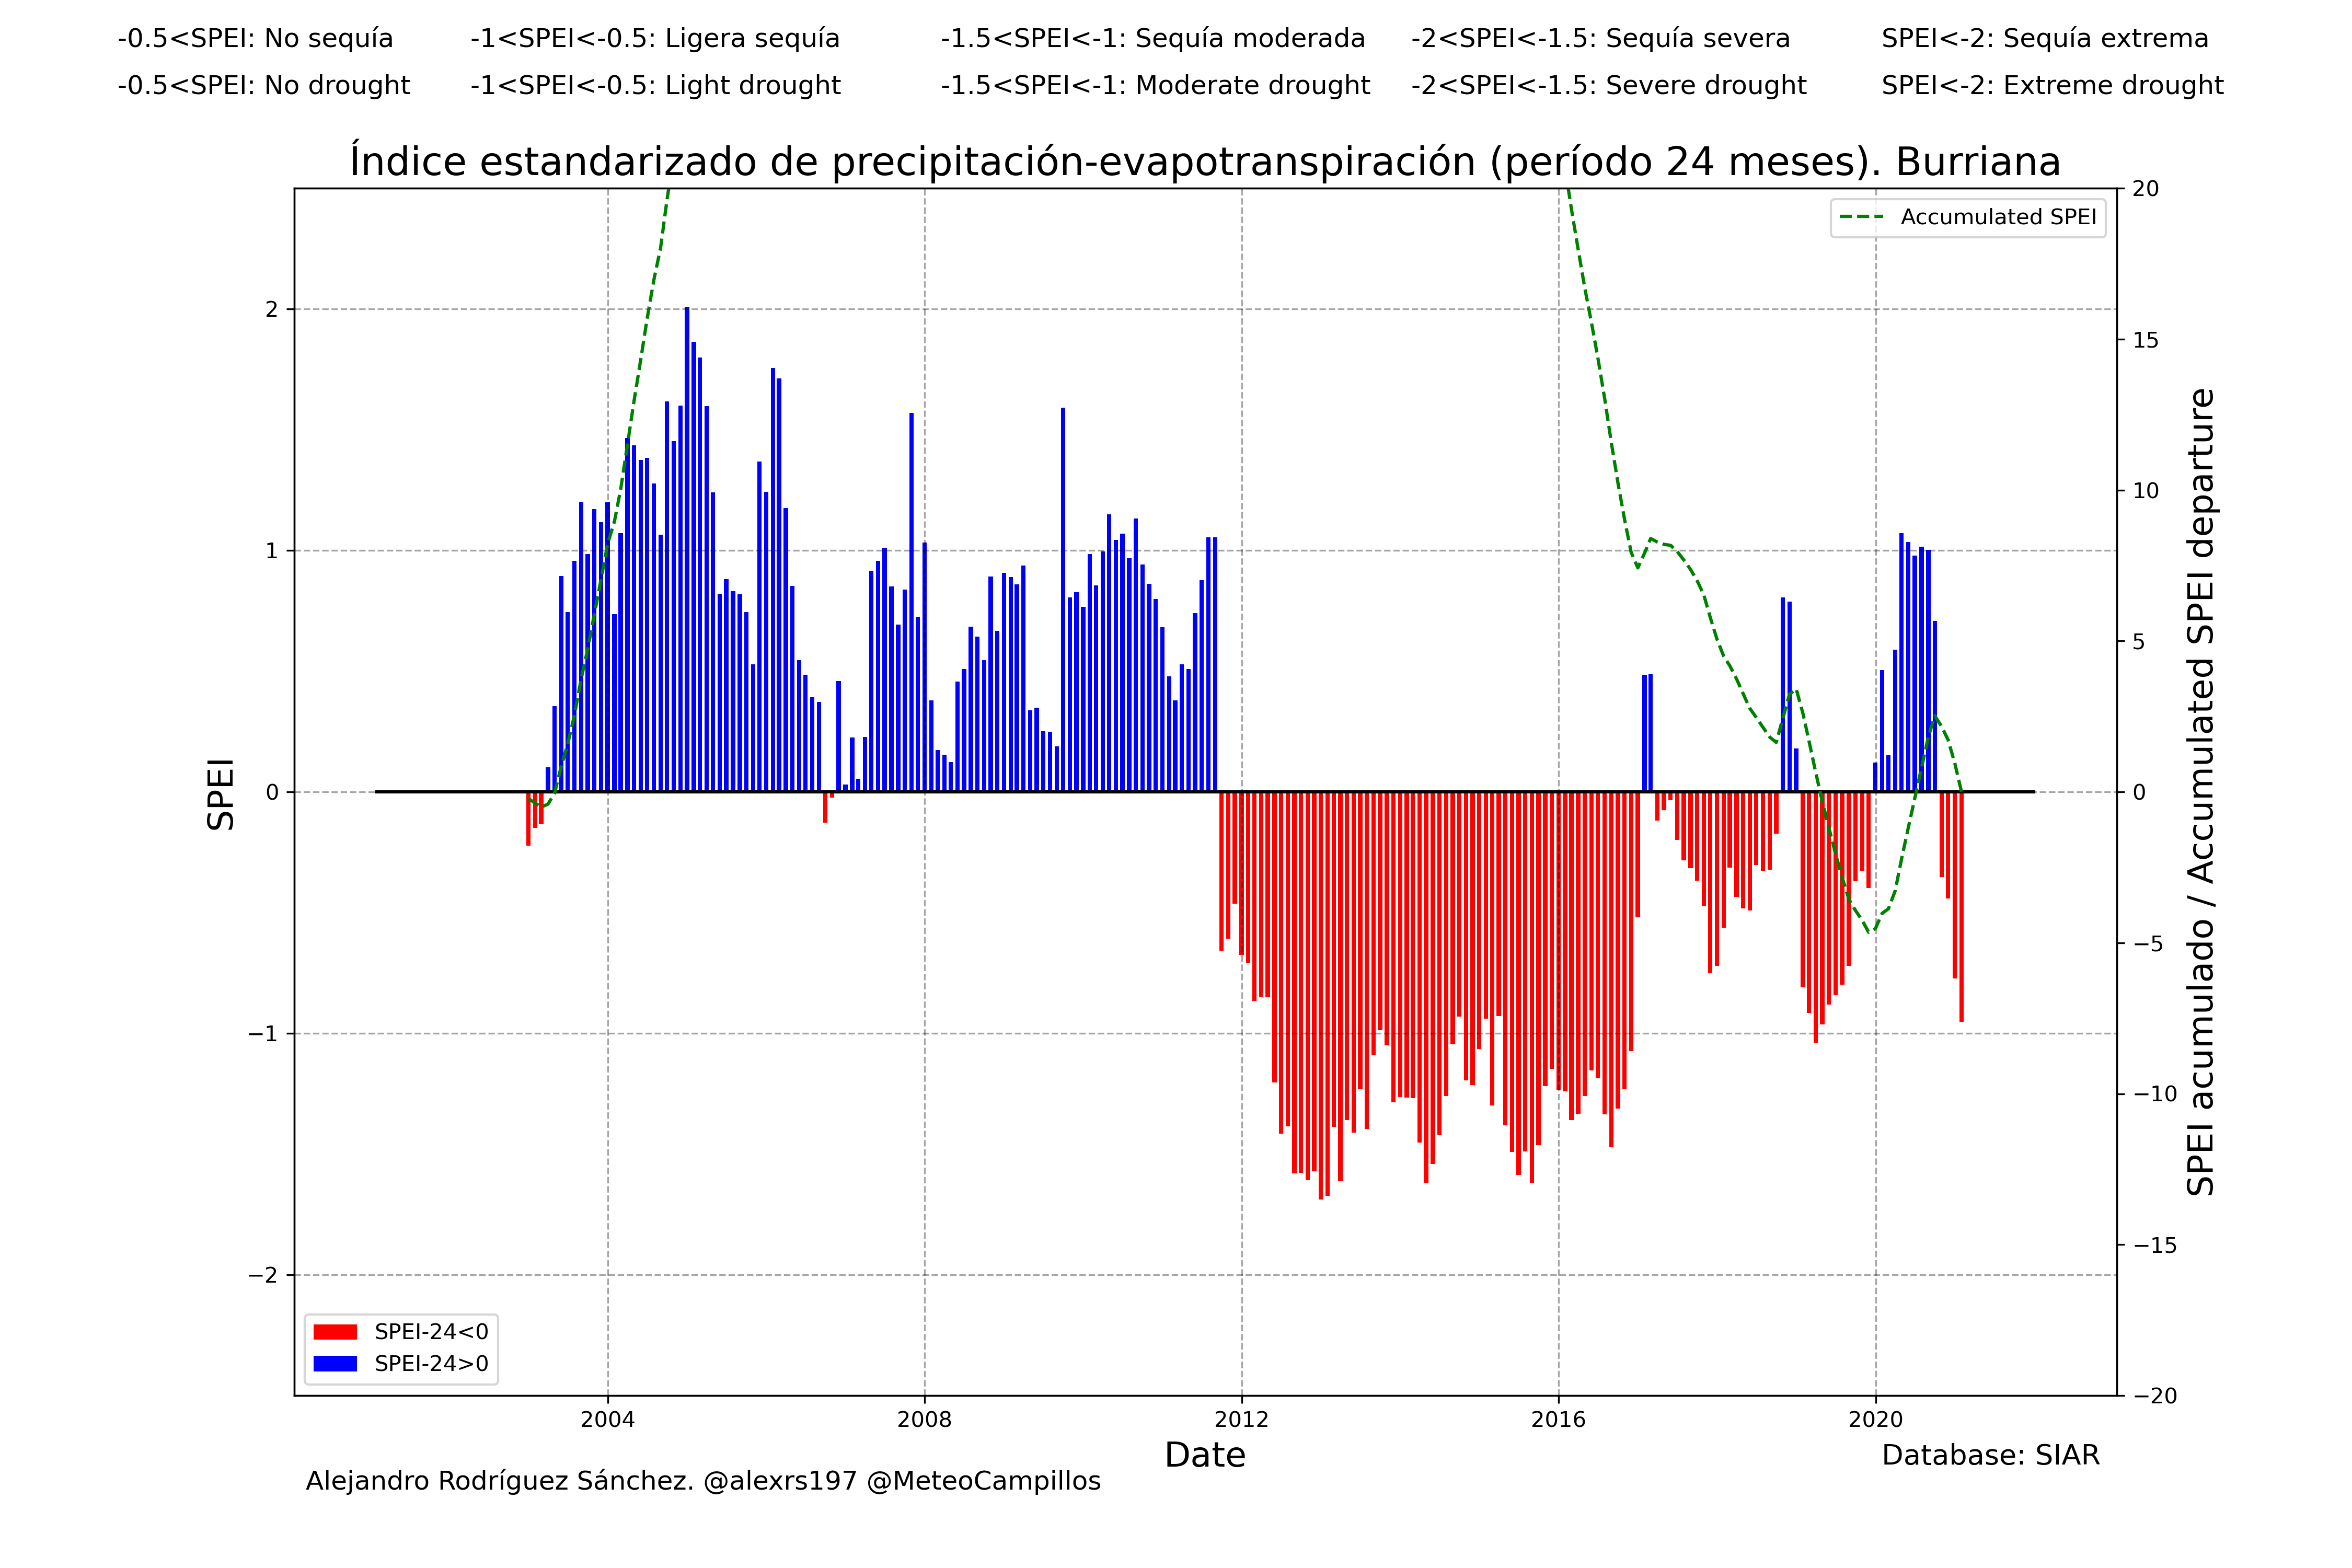 -0.5<SPEI: No sequía -1<SPEI<-0.5: Ligera sequía -1.5<SPEI<-1: Sequía moderada -2<SPEI<-1.5: Sequía severa SPEI<-2: Sequía extrema
-0.5<SPEI: No drought -1<SPEI<-0.5: Light drought -1.5<SPEI<-1: Moderate drought -2<SPEI<-1.5: Severe drought SPEI<-2: Extreme drought
Índice estandarizado de precipitación-evapotranspiración (período 24 meses). Burriana
Accumulated SPEI
SPEI
2
1
0
−1
−2
20
15
10
5
0
−5
−10
−15
−20
SPEI acumulado / Accumulated SPEI departure
SPEI-24<0
SPEI-24>0
2004 2008 2012 2016 2020
Date
Database: SIAR
Alejandro Rodríguez Sánchez. @alexrs197 @MeteoCampillos